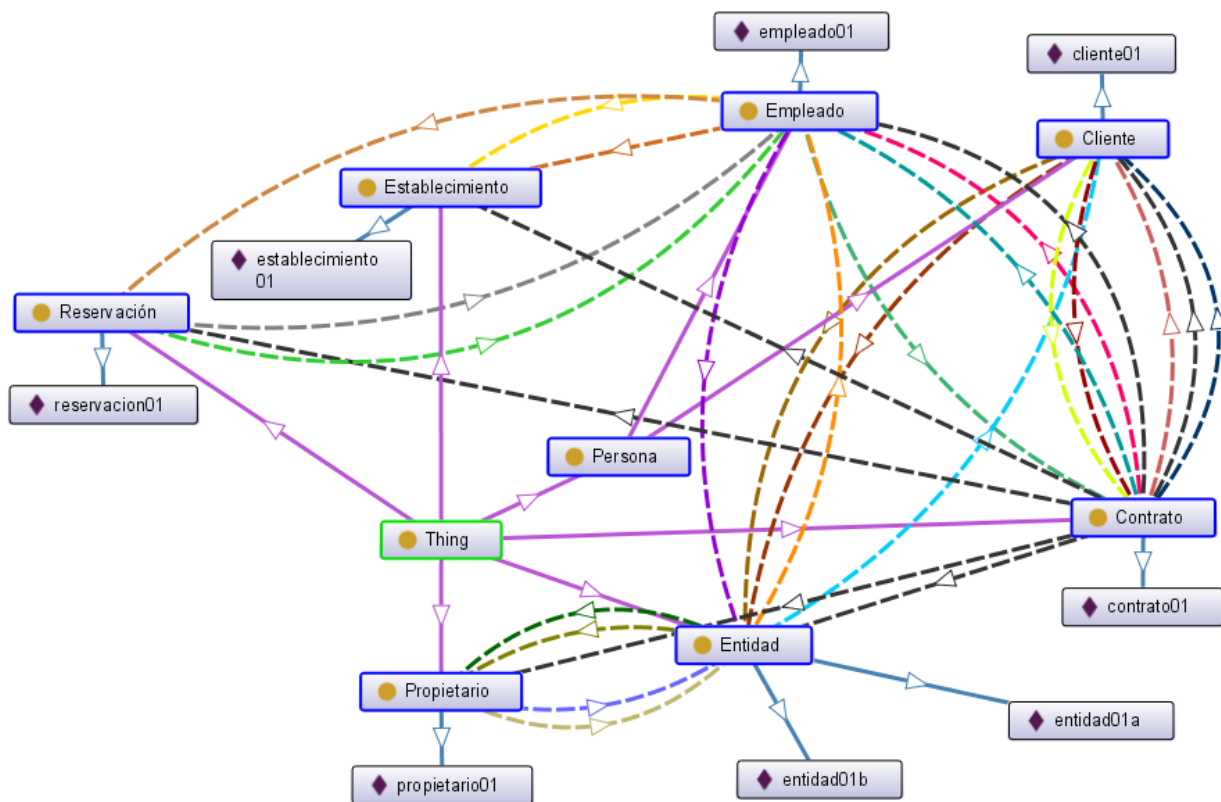 empleado01
cliente01
Empleado
Cliente
Establecimiento
establecimiento
01
Reservación
reservacion01
Persona
Contrato
Thing
contrato01
Entidad
Propietario
entidad01a
propietario01
entidad01b